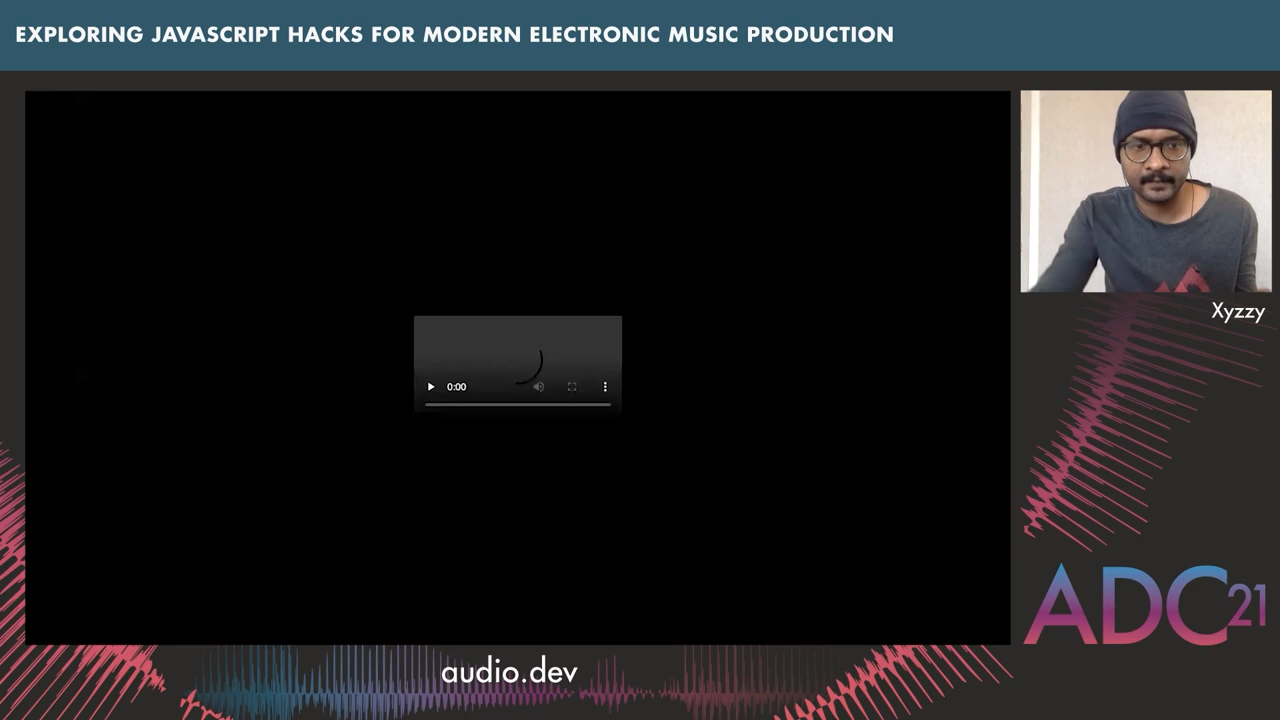 EXPLORING JAVASCRIPT HACKS FOR MODERN ELECTRONIC MUSIC PRODUCTION
0:00
Xyzzy
ADC21
audio.dev